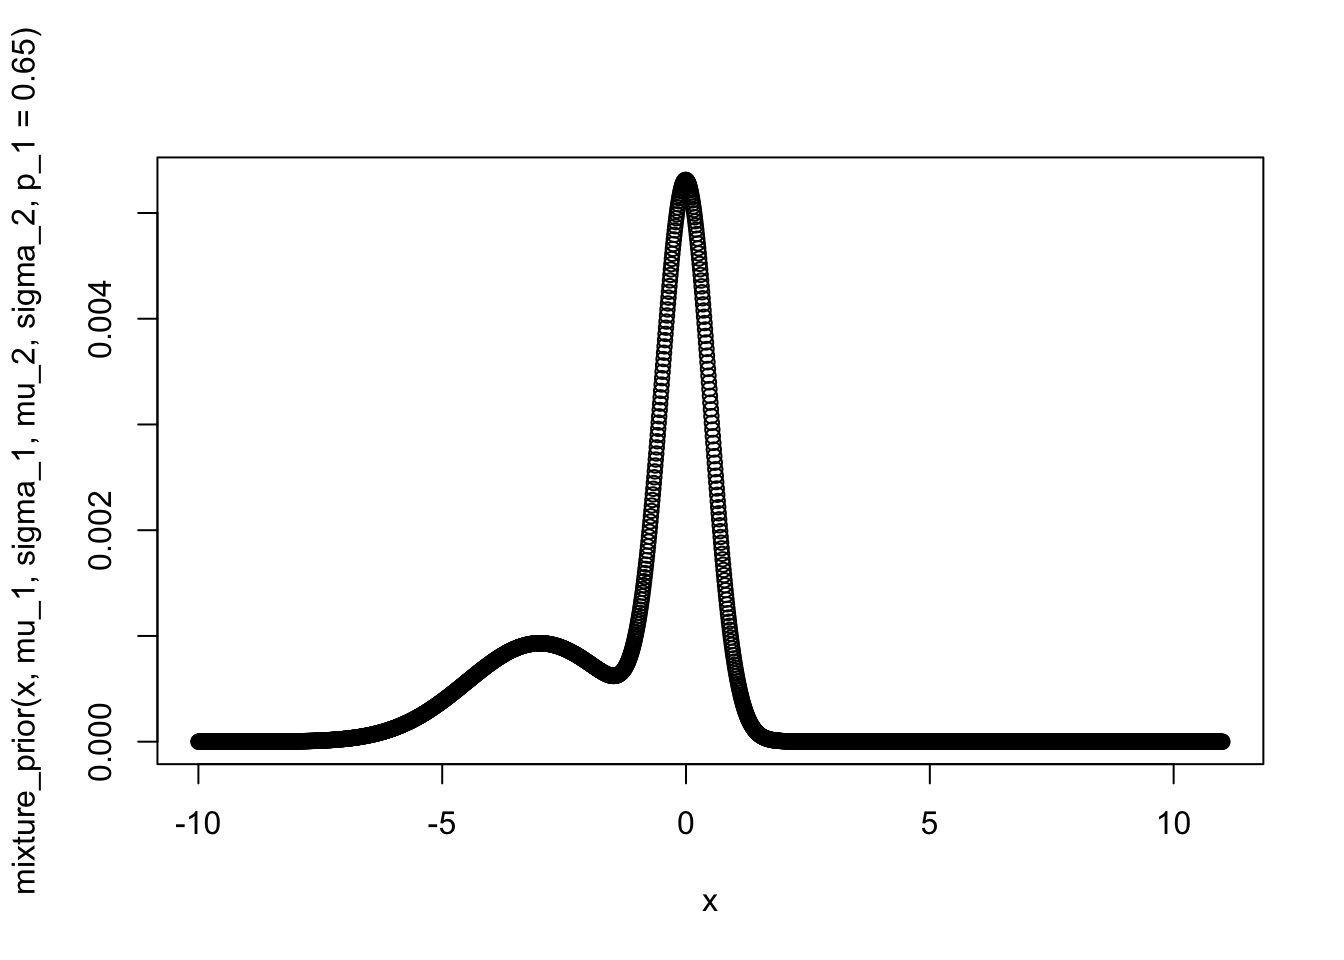 mixture_prior(x, mu_1, sigma_1, mu_2, sigma_2, p_1 = 0.65)
0.004
0.002
0.000
-10 -5 0 5 10
x